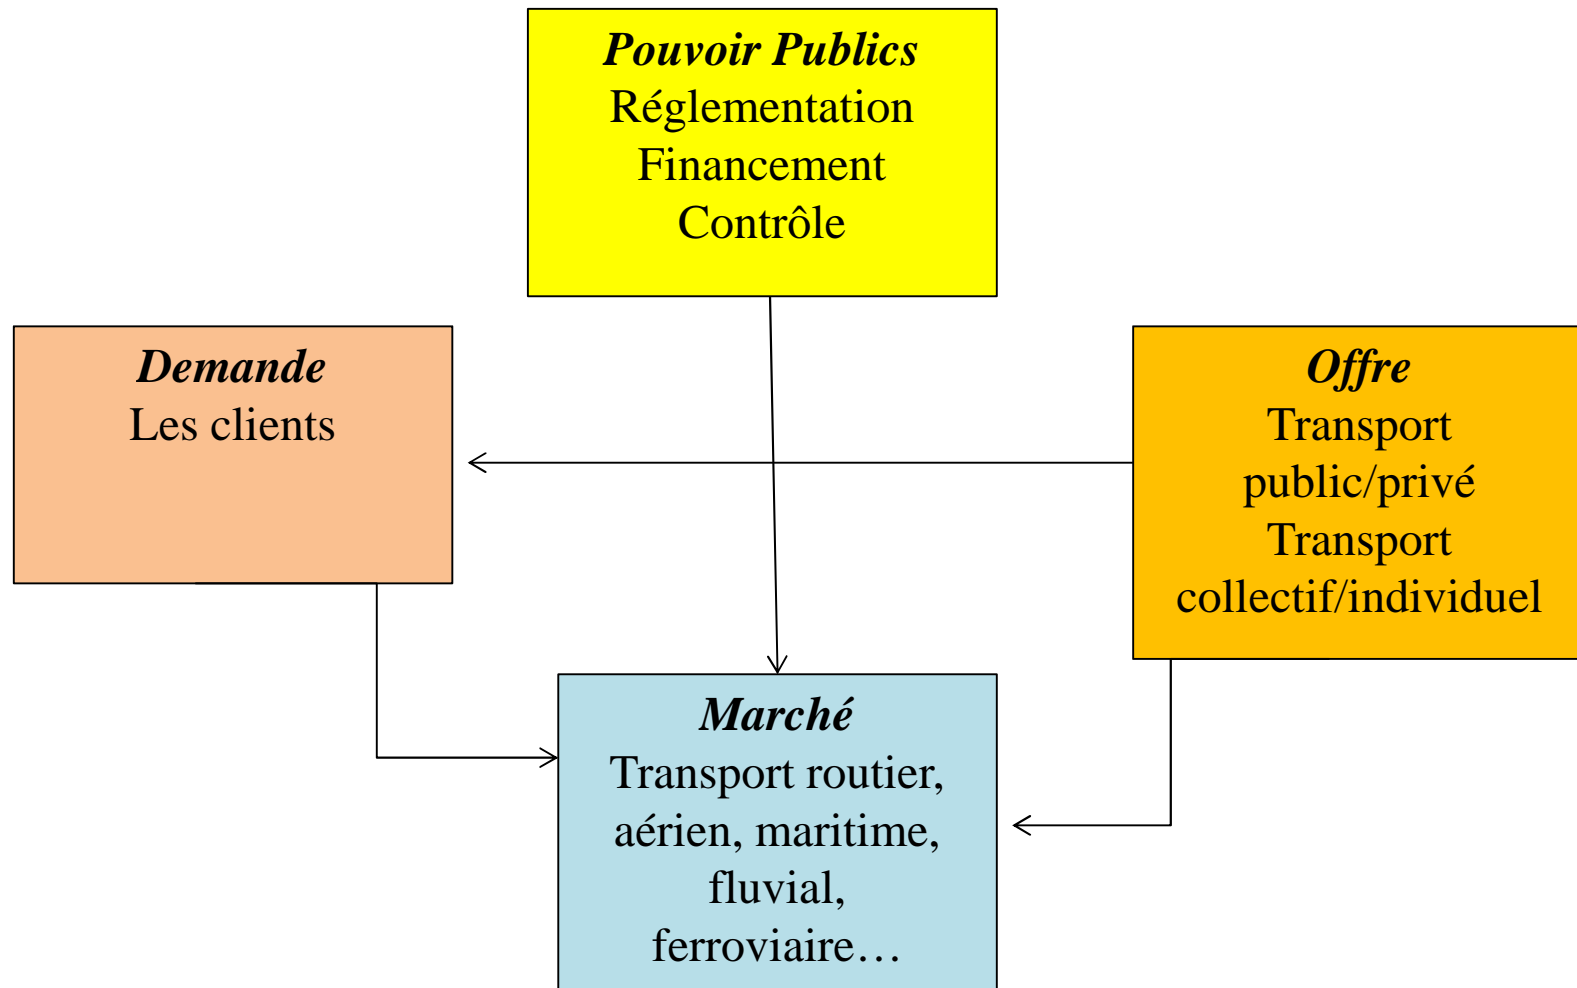 Pouvoir Publics
Réglementation
Financement
Contrôle
Demande
Les clients
Offre
Transport
public/privé
Transport
collectif/individuel
Marché
Transport routier,
aérien, maritime,
fluvial,
ferroviaire…